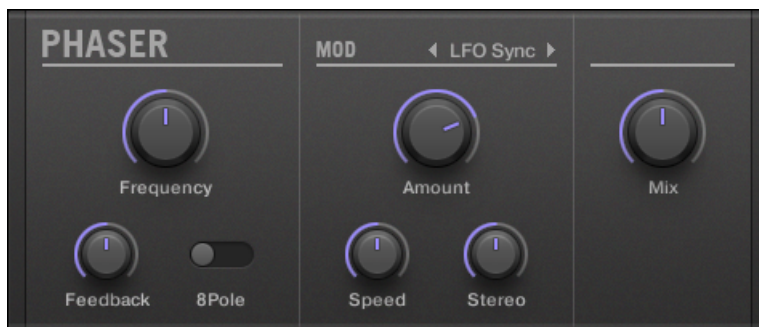 PHASER
MOD
LFO Sync
Frequency
Amount
Mix
Feedback
8Pole
Speed
Stereo